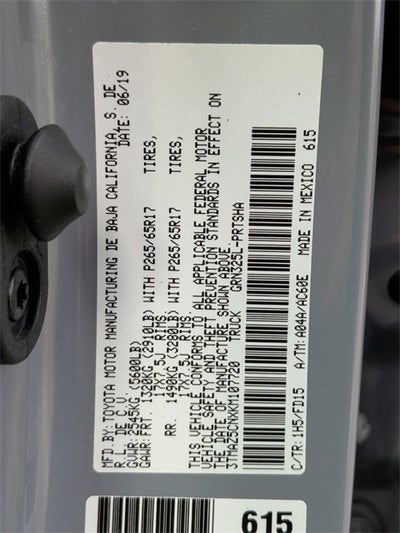 MFD.BY:TOYOTA MOTOR MANUFACTURING DE BAJA CALIFORNIA, S. DE
R.L. DE C.V. DATE: 06/19
GVWR: 2545KG (5600LB)
GAWR:FRT. 1320KG (2910LB) WITH P265/65R17 TIRES,
17X7.5J RIMS,
RR. 1490KG (3280LB) WITH P265/65R17 TIRES,
17X7.5J RIMS,
THIS VEHICLE CONFORMS TO ALL APPLICABLE FEDERAL MOTOR
VEHICLE SAFETY AND THEFT PREVENTION STANDARDS IN EFFECT ON
THE DATE OF MANUFACTURE SHOWN ABOVE.
3TMAZ5CNXKM107720 TRUCK GRN325L-PRTSHA
C/TR: 1H5/FD15 A/TM: A04A/AC60E MADE IN MEXICO 615
615